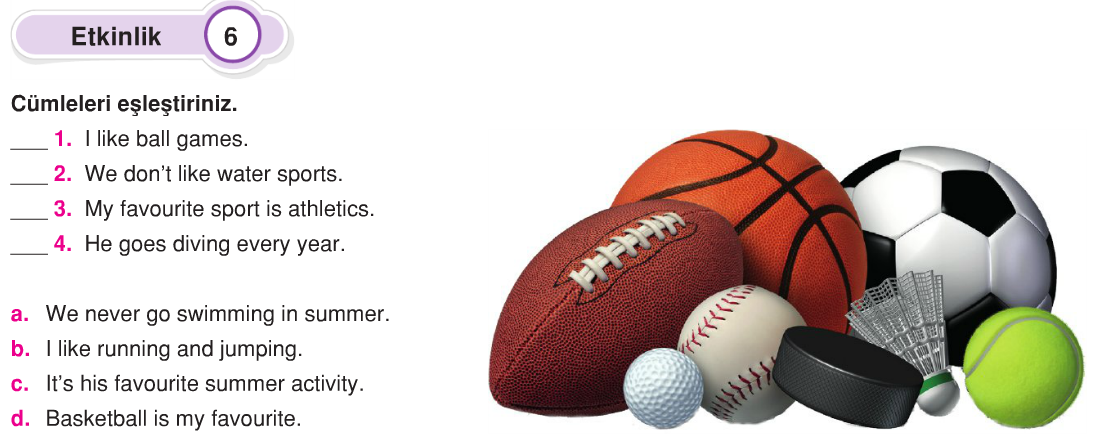 Etkinlik 6
Cümleleri eşleştiriniz.
___ 1. I like ball games.
___ 2. We don't like water sports.
___ 3. My favourite sport is athletics.
___ 4. He goes diving every year.
a. We never go swimming in summer.
b. I like running and jumping.
c. It's his favourite summer activity.
d. Basketball is my favourite.